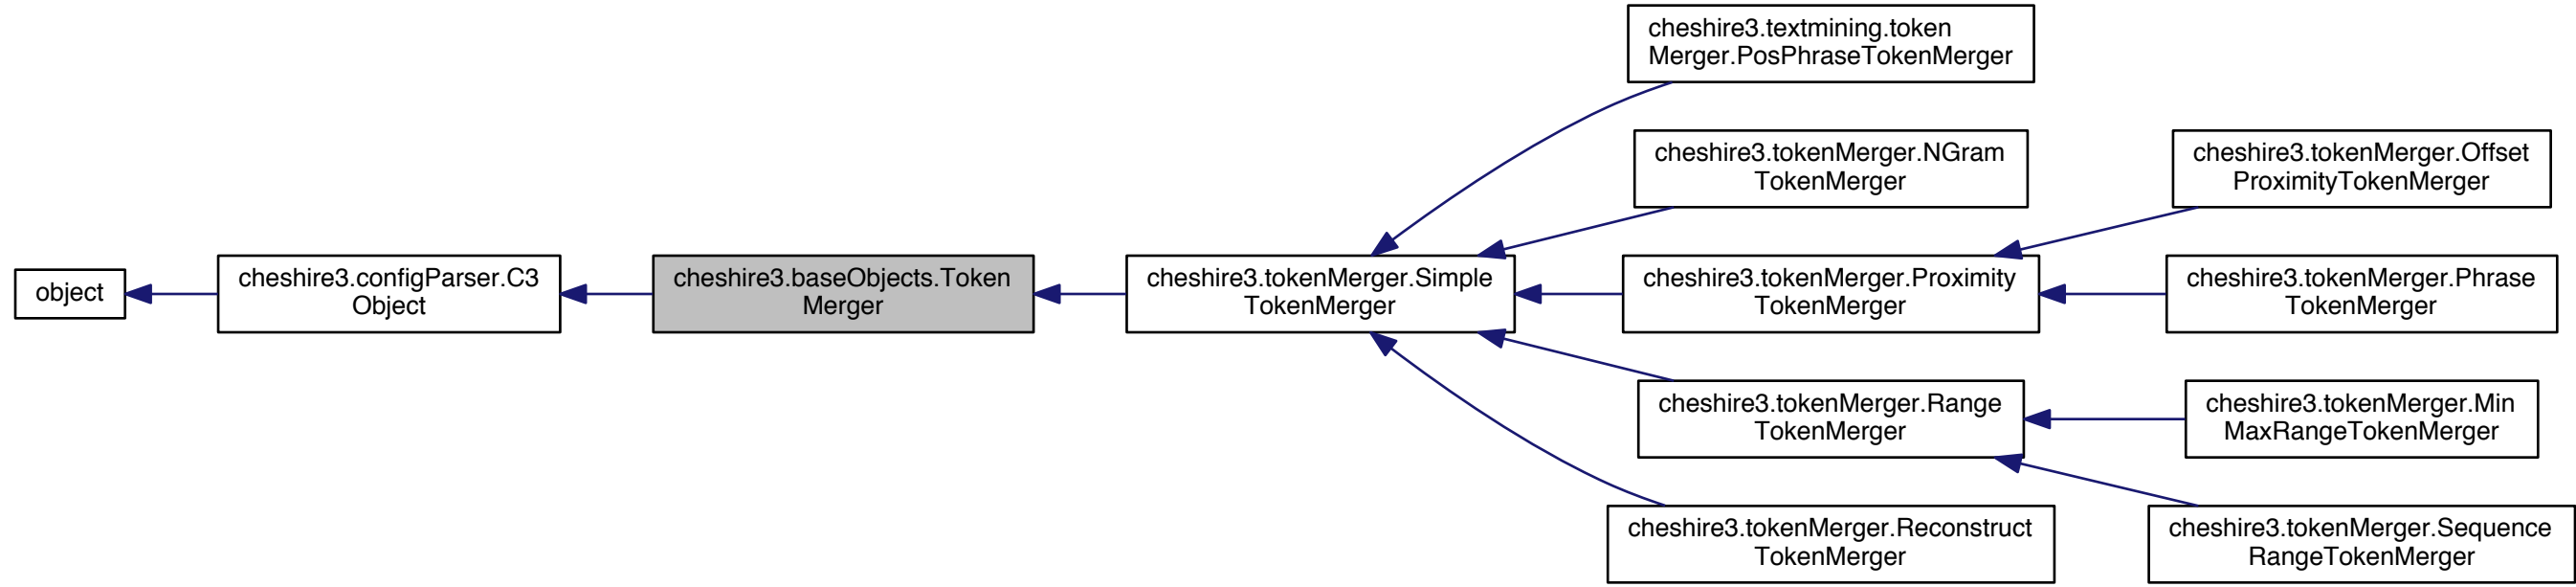 object
cheshire3.configParser.C3
Object
cheshire3.baseObjects.Token
Merger
cheshire3.tokenMerger.Simple
TokenMerger
cheshire3.textmining.token
Merger.PosPhraseTokenMerger
cheshire3.tokenMerger.NGram
TokenMerger
cheshire3.tokenMerger.Proximity
TokenMerger
cheshire3.tokenMerger.Range
TokenMerger
cheshire3.tokenMerger.Reconstruct
TokenMerger
cheshire3.tokenMerger.Offset
ProximityTokenMerger
cheshire3.tokenMerger.Phrase
TokenMerger
cheshire3.tokenMerger.Min
MaxRangeTokenMerger
cheshire3.tokenMerger.Sequence
RangeTokenMerger